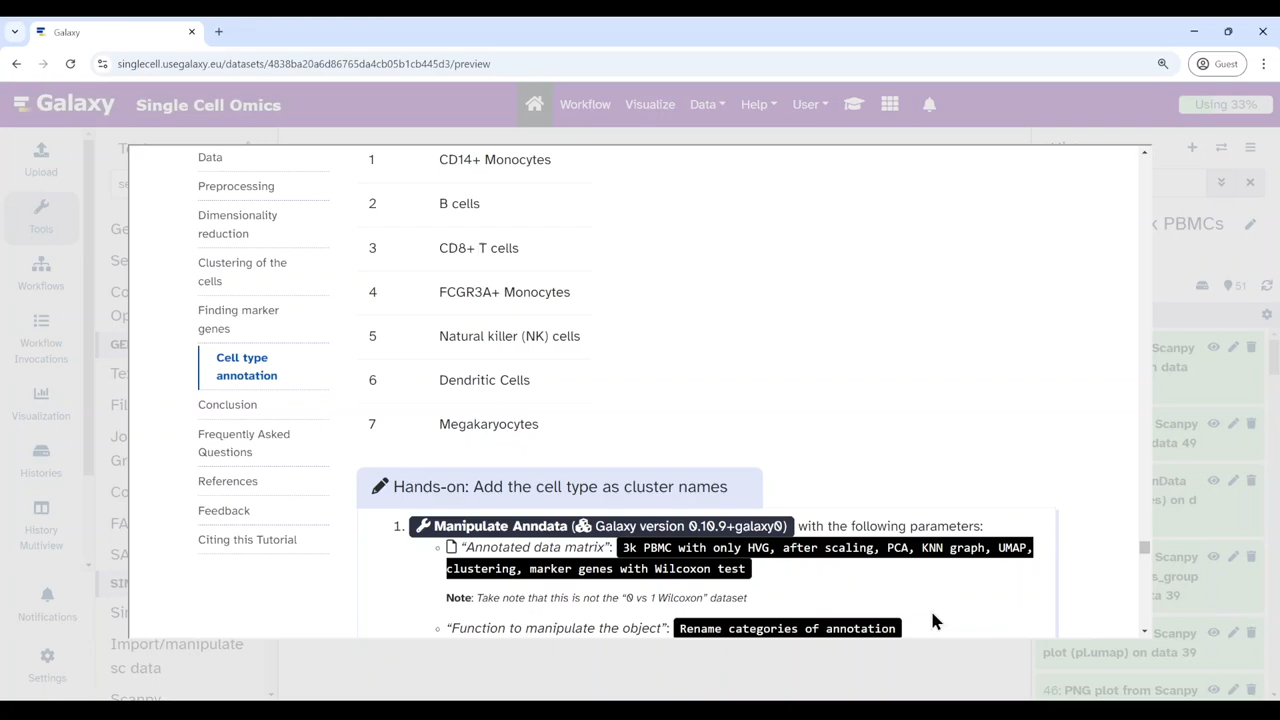 Galaxy
singlecell.usegalaxy.eu/datasets/4838ba20a6d86765da4cb05b1cb445d3/preview
Guest
Galaxy
Single Cell Omics
Workflow
Visualize
Data
Help
User
Using 33%
Upload
Tools
Workflows
Workflow
Invocations
Visualization
Histories
History
Multiview
Notifications
Settings
Import/manipulate
sc data
Scanpy
Data
Preprocessing
Dimensionality
reduction
Clustering of the
cells
Finding marker
genes
Cell type
annotation
Conclusion
Frequently Asked
Questions
References
Feedback
Citing this Tutorial
1 CD14+ Monocytes
2 B cells
3 CD8+ T cells
4 FCGR3A+ Monocytes
5 Natural killer (NK) cells
6 Dendritic Cells
7 Megakaryocytes
Hands-on: Add the cell type as cluster names
1. Manipulate Anndata (Galaxy version 0.10.9+galaxy0) with the following parameters:
“Annotated data matrix”: 3k PBMC with only HVG, after scaling, PCA, KNN graph, UMAP,
clustering, marker genes with Wilcoxon test
Note: Take note that this is not the “0 vs 1 Wilcoxon” dataset
“Function to manipulate the object”: Rename categories of annotation
k PBMCs
51
Scanpy
n data
Scanpy
data 49
nData
s) on d
Scanpy
s_group
ta 39
Scanpy
plot (pl.umap) on data 39
46: PNG plot from Scanpy